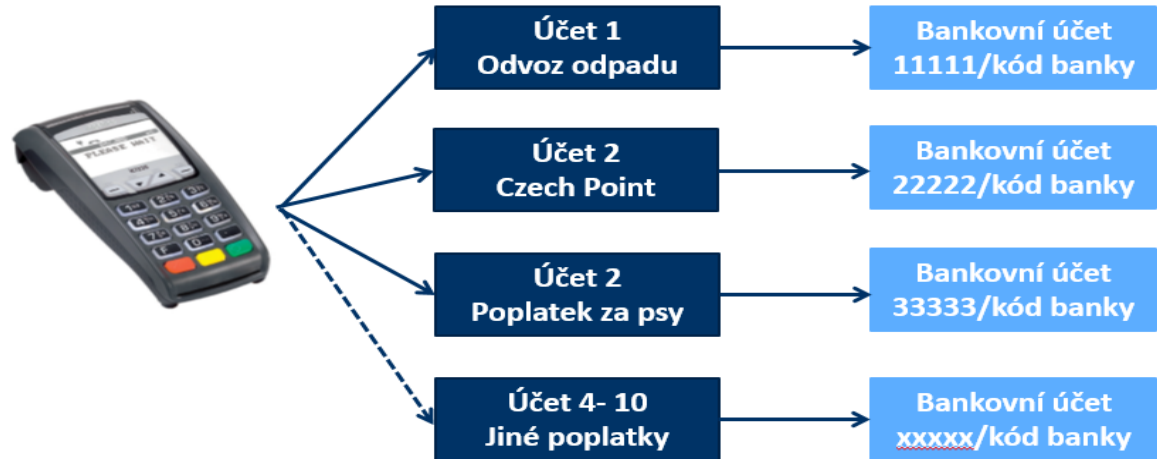 Účet 1
Odvoz odpadu
Bankovní účet
11111/kód banky
PLEASE WAIT
Účet 2
Czech Point
Bankovní účet
22222/kód banky
Účet 2
Poplatek za psy
Bankovní účet
33333/kód banky
Účet 4- 10
Jiné poplatky
Bankovní účet
xxxxx/kód banky